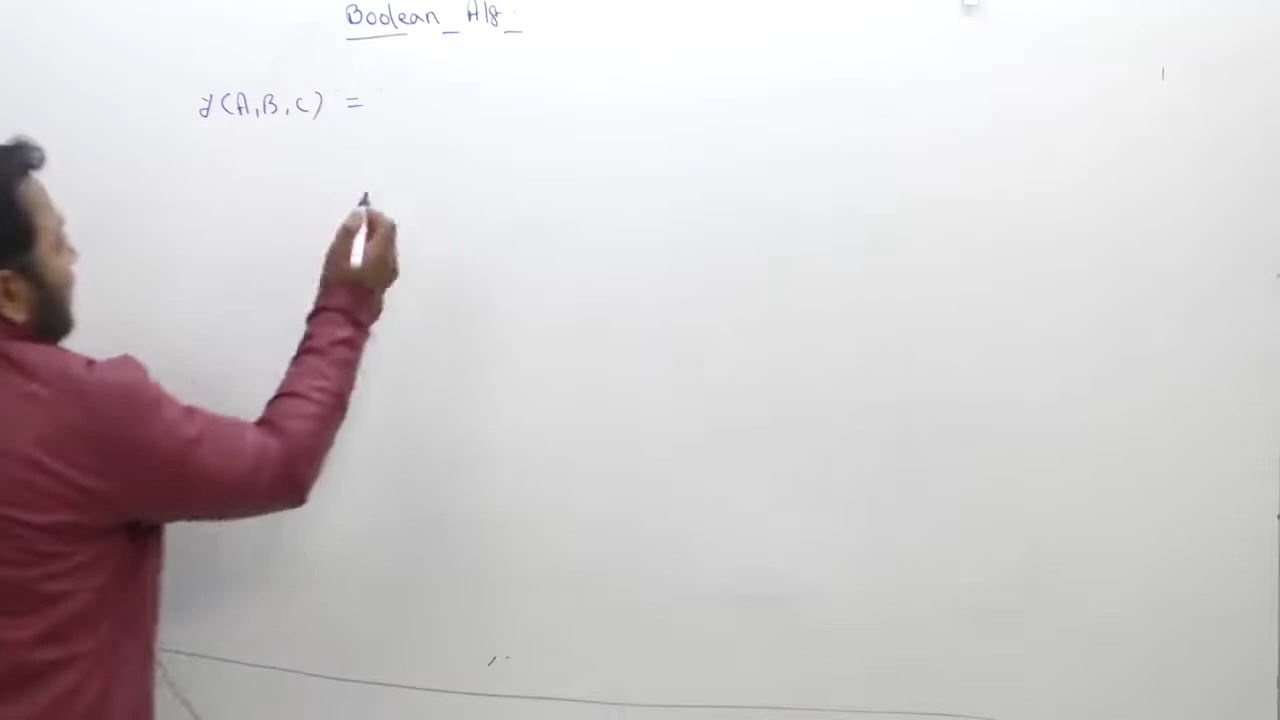 Boolean Alg.
y(A,B,C) =